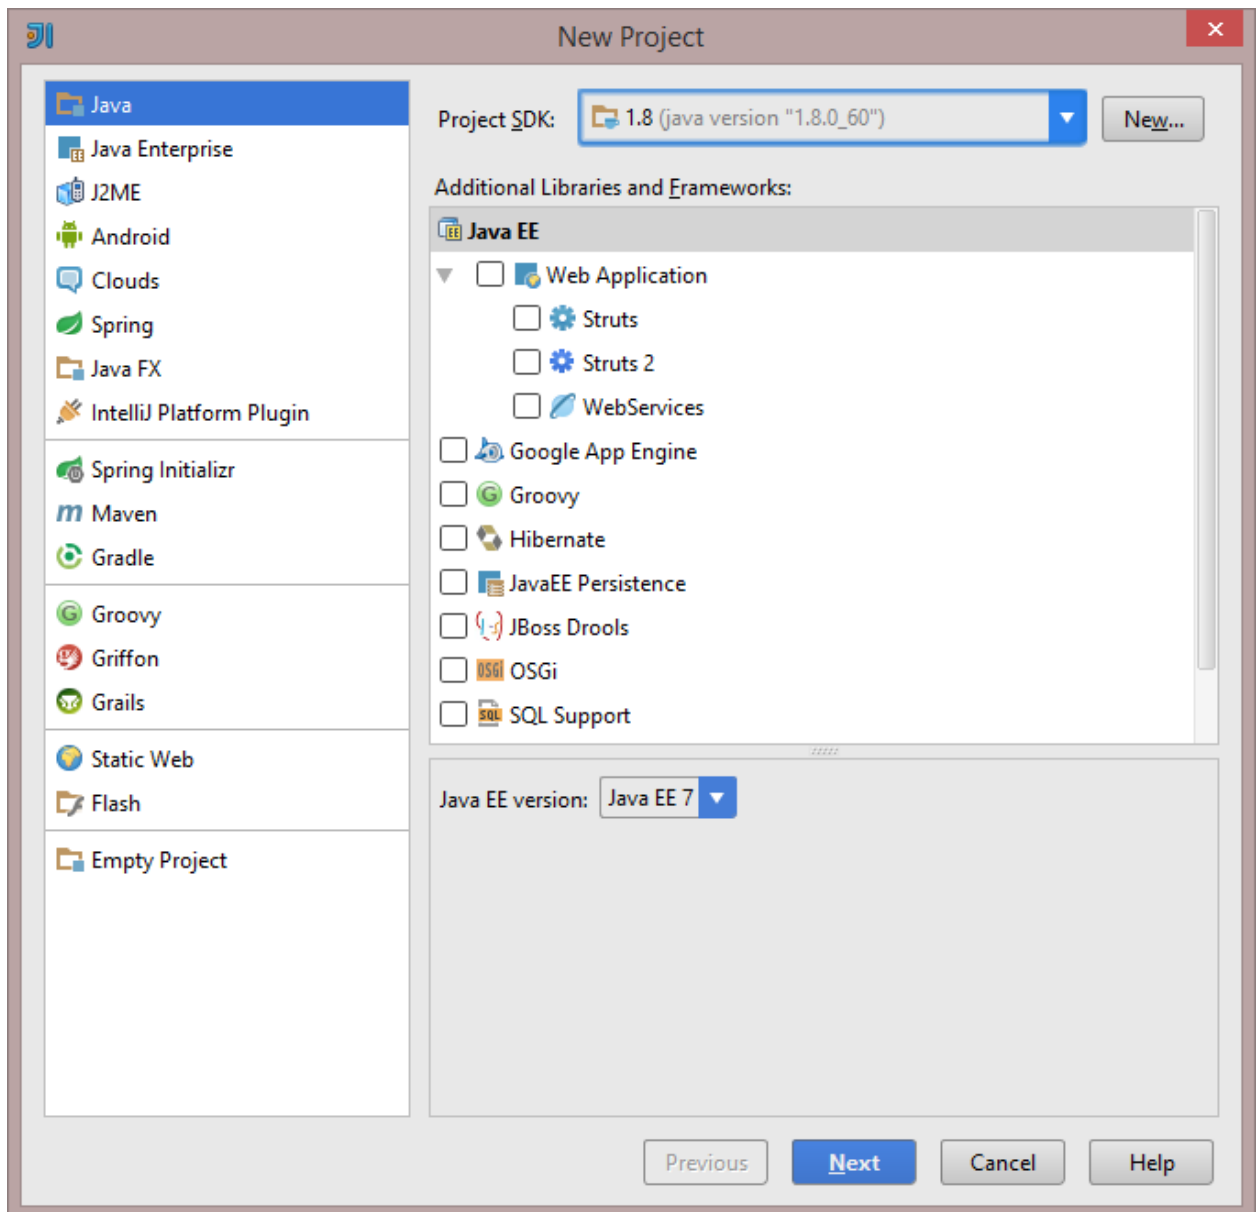 New Project
Java
Java Enterprise
J2ME
Android
Clouds
Spring
Java FX
IntelliJ Platform Plugin
Spring Initializr
Maven
Gradle
Groovy
Griffon
Grails
Static Web
Flash
Empty Project
Project SDK: 1.8 (java version "1.8.0_60") New...
Additional Libraries and Frameworks:
Java EE
Web Application
Struts
Struts 2
WebServices
Google App Engine
Groovy
Hibernate
JavaEE Persistence
JBoss Drools
OSGi
SQL Support
Java EE version: Java EE 7
Previous Next Cancel Help